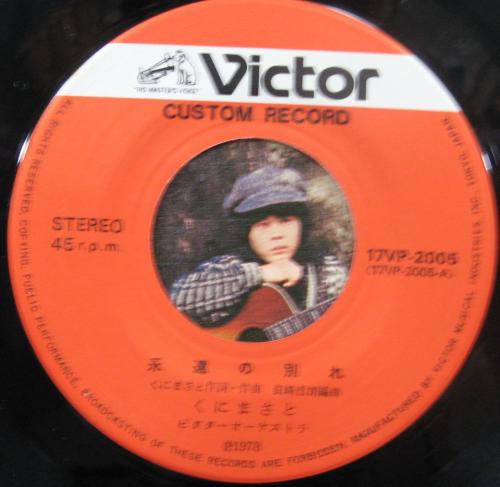 "HIS MASTER'S VOICE"
Victor
CUSTOM RECORD
STEREO
45 r.p.m.
17VP-2005
(17VP-2005-A)
永遠の別れ
くにまさと作詞・作曲 編曲
くにまさと
ビクターオーケストラ
℗1978
ALL RIGHTS RESERVED, COPYING, PUBLIC PERFORMANCE, BROADCASTING OF THESE RECORDS ARE FORBIDDEN, MANUFACTURED BY VICTOR MUSICAL INDUSTRIES, INC. TOKYO, JAPAN